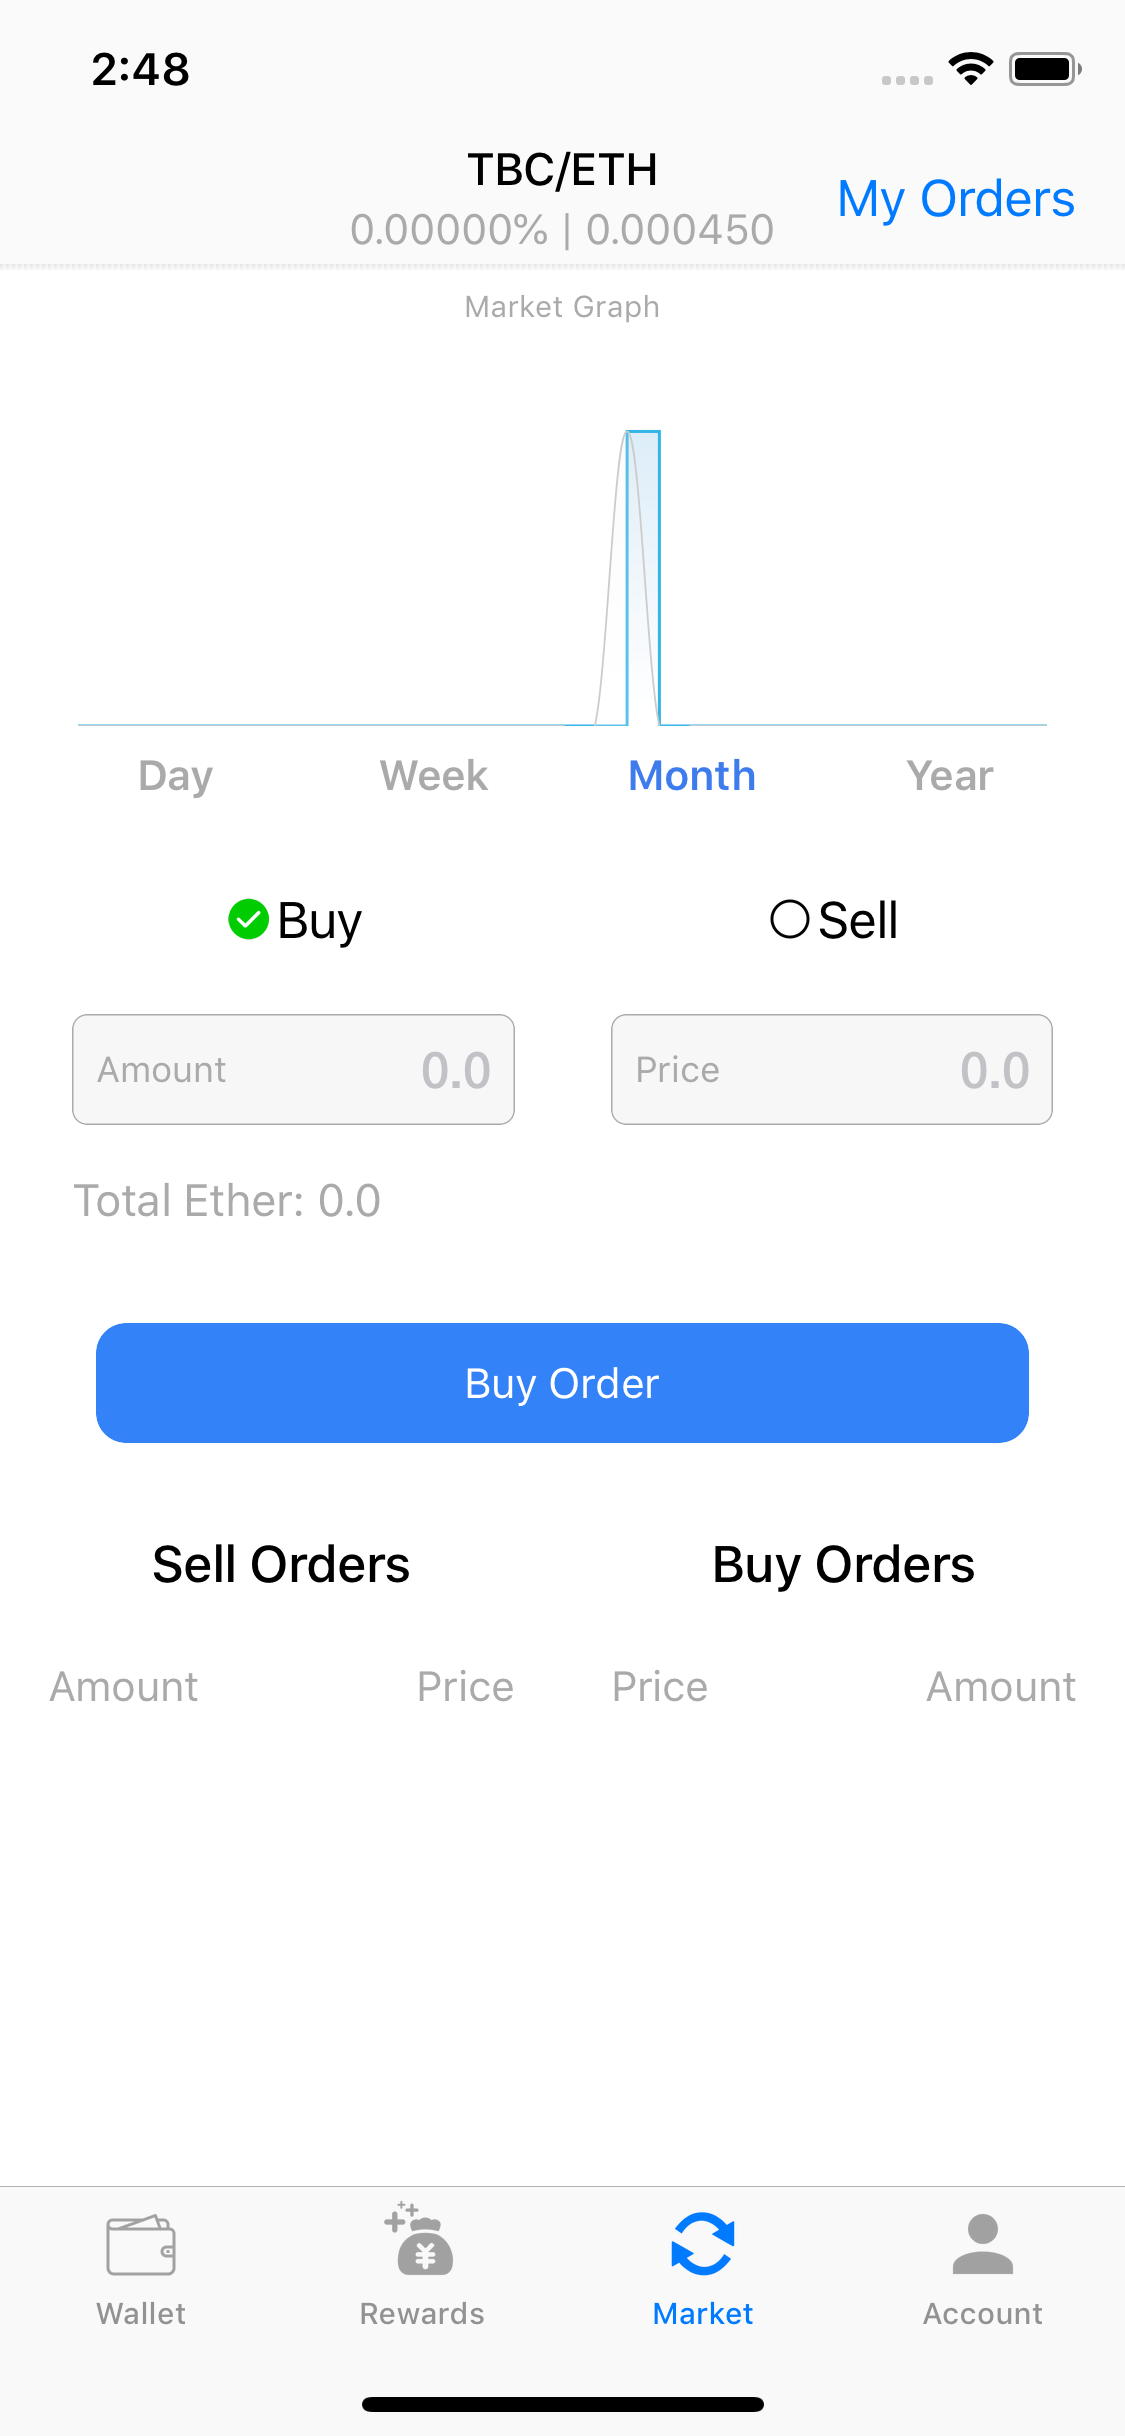 2:48
TBC/ETH
0.00000% | 0.000450
My Orders
Market Graph
Day Week Month Year
Buy Sell
Amount 0.0 Price 0.0
Total Ether: 0.0
Buy Order
Sell Orders Buy Orders
Amount Price Price Amount
¥
Wallet Rewards Market Account